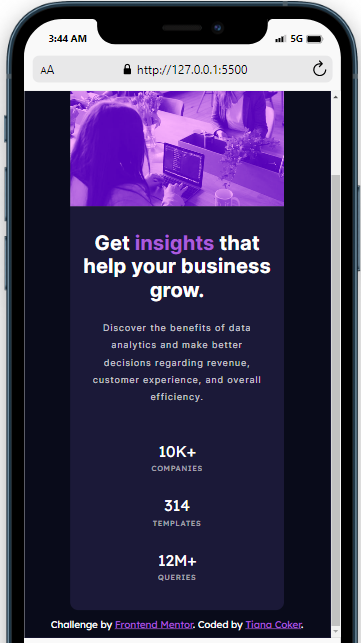 3:44 AM
5G
AA
http://127.0.0.1:5500
Get insights that
help your business
grow.
Discover the benefits of data
analytics and make better
decisions regarding revenue,
customer experience, and overall
efficiency.
10K+
COMPANIES
314
TEMPLATES
12M+
QUERIES
Challenge by Frontend Mentor. Coded by Tiana Coker.